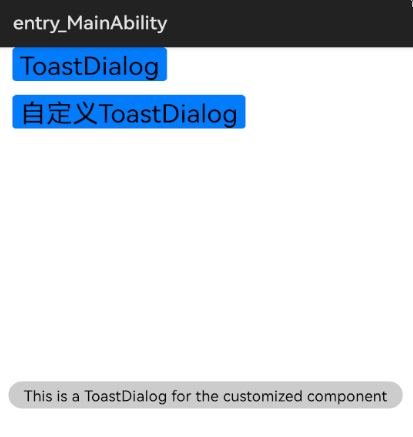 entry_MainAbility
ToastDialog
自定义ToastDialog
This is a ToastDialog for the customized component